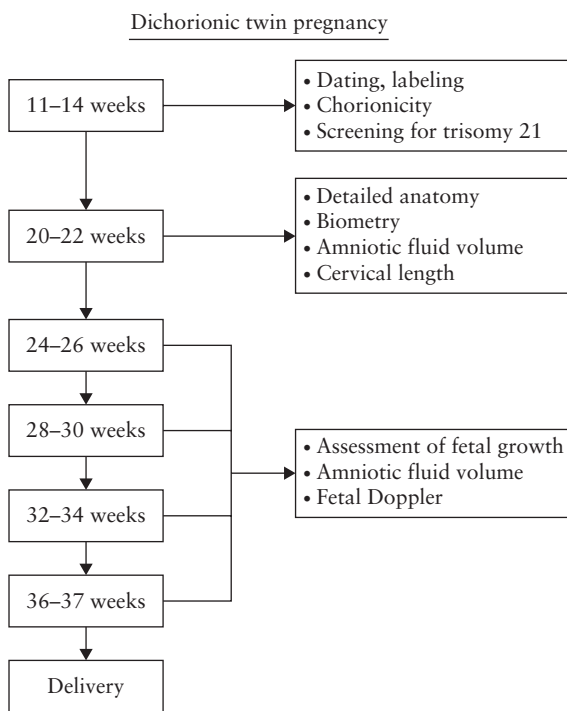 Dichorionic twin pregnancy
11–14 weeks
• Dating, labeling
• Chorionicity
• Screening for trisomy 21
20–22 weeks
• Detailed anatomy
• Biometry
• Amniotic fluid volume
• Cervical length
24–26 weeks
28–30 weeks
• Assessment of fetal growth
• Amniotic fluid volume
• Fetal Doppler
32–34 weeks
36–37 weeks
Delivery